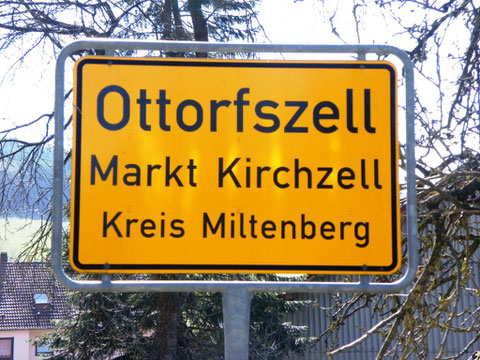 Ottorfszell
Markt Kirchzell
Kreis Miltenberg